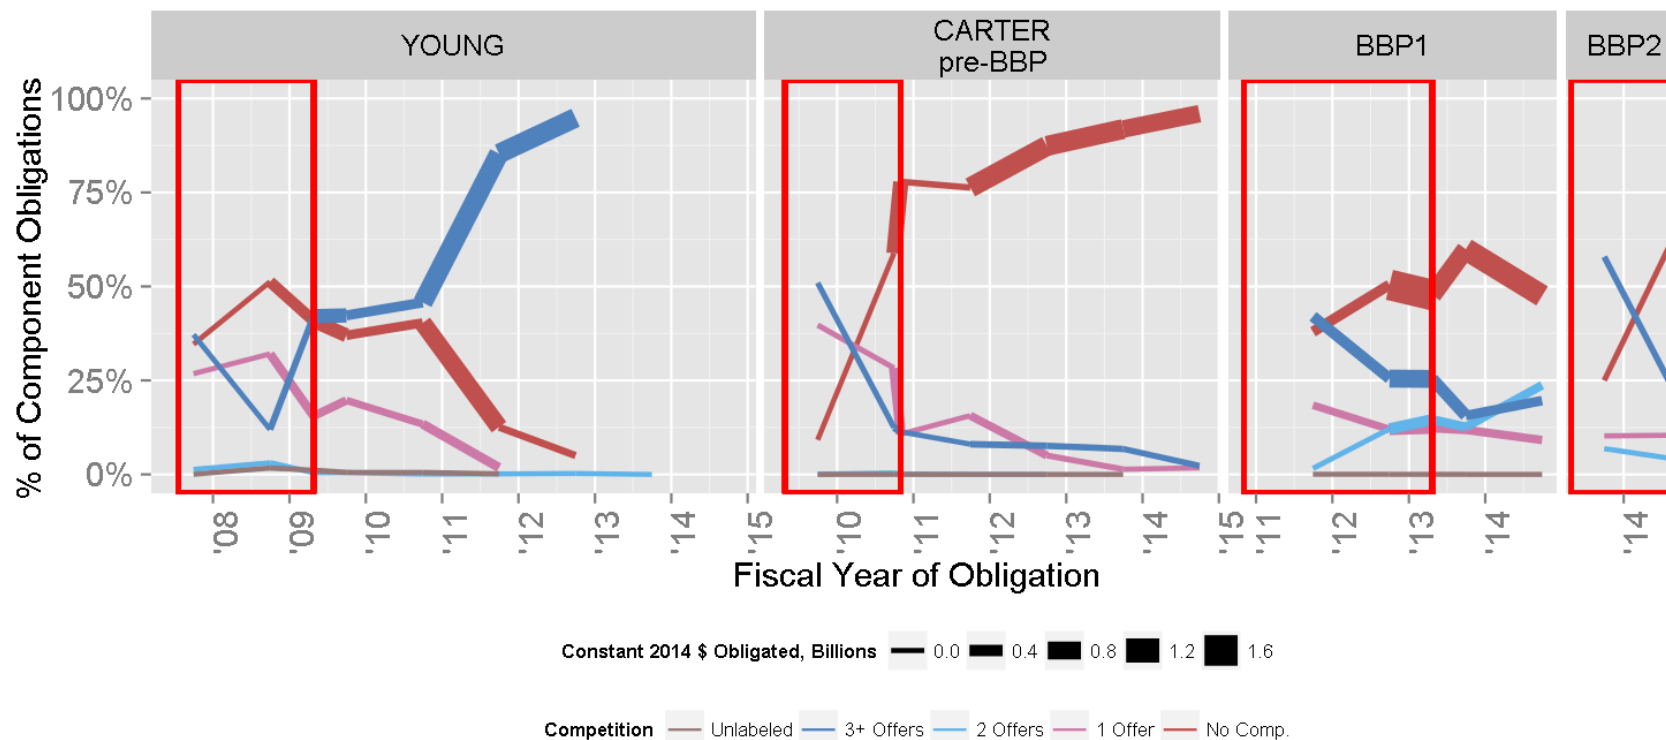 YOUNG
CARTER
pre-BBP
BBP1
BBP2
% of Component Obligations
100%
75%
50%
25%
0%
'08 '09 '10 '11 '12 '13 '14 '15
'10 '11 '12 '13 '14 '15
'11 '12 '13 '14
'14
Fiscal Year of Obligation
Constant 2014 $ Obligated, Billions 0.0 0.4 0.8 1.2 1.6
Competition Unlabeled 3+ Offers 2 Offers 1 Offer No Comp.